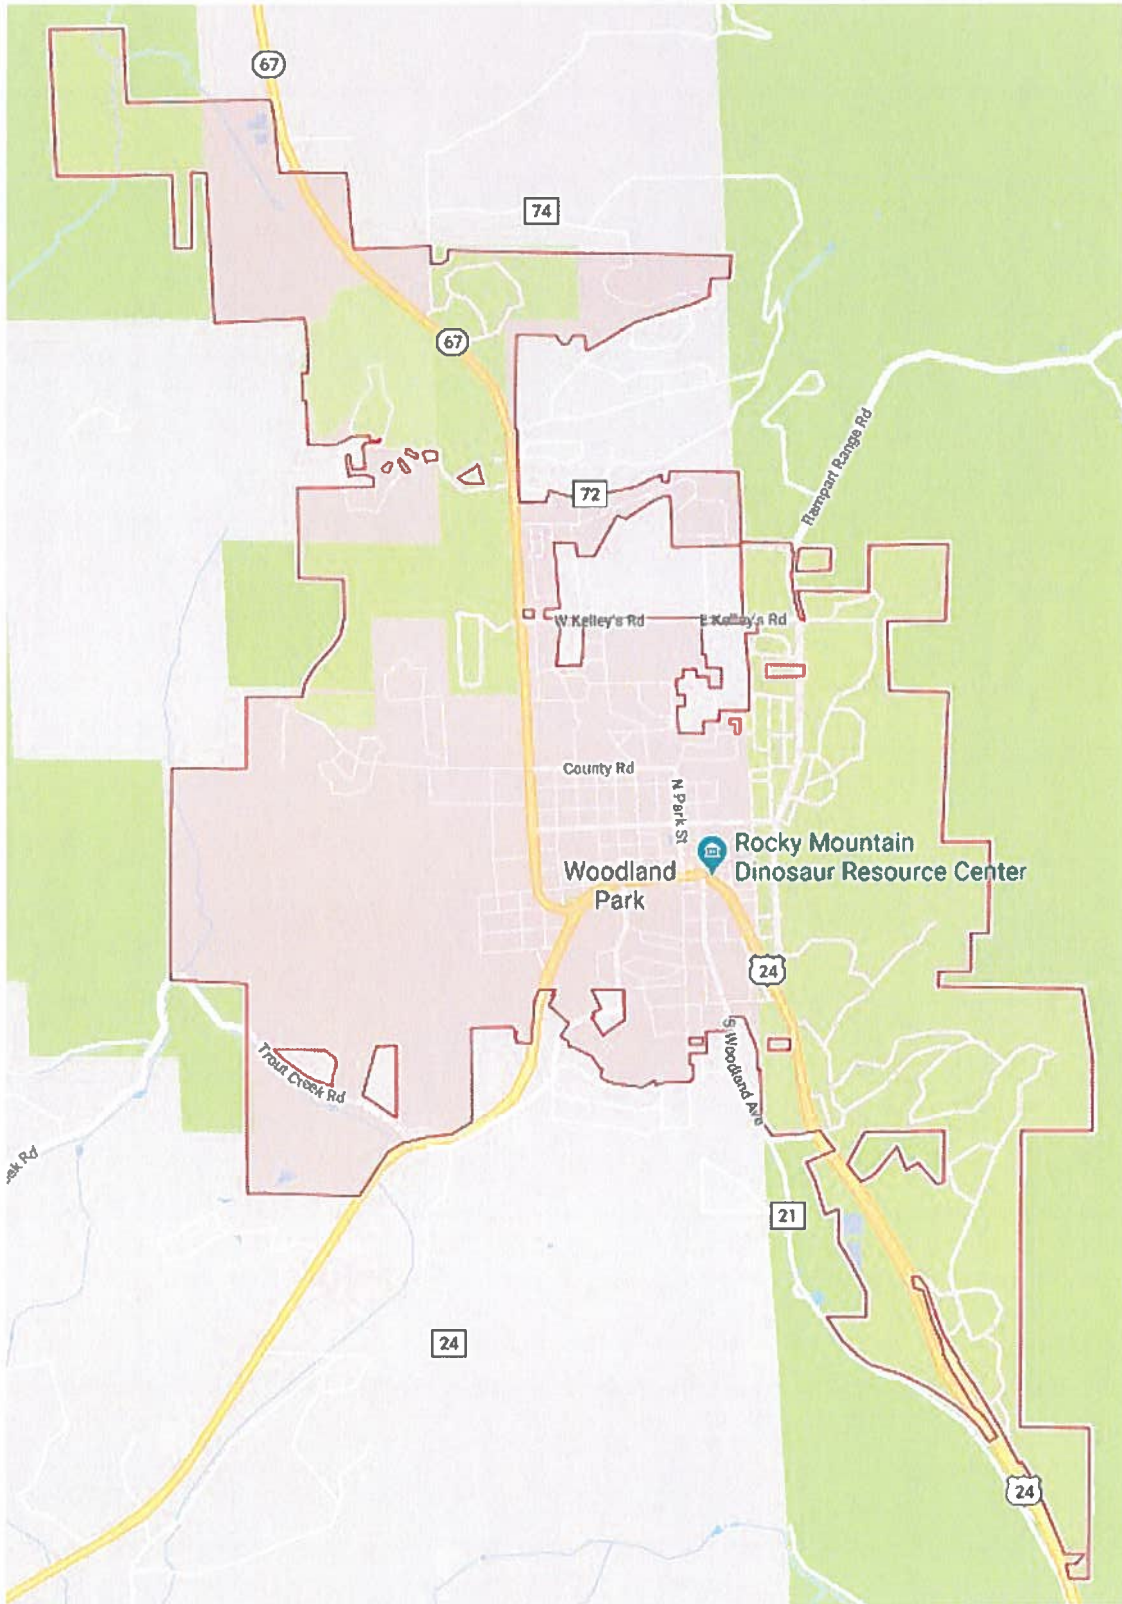 67
74
67
Rampart Range Rd
72
W Kelley's Rd
E Kelley's Rd
County Rd
N Park St
Rocky Mountain
Dinosaur Resource Center
Woodland
Park
24
S Woodland Ave
Trout Creek Rd
Rd
21
24
24